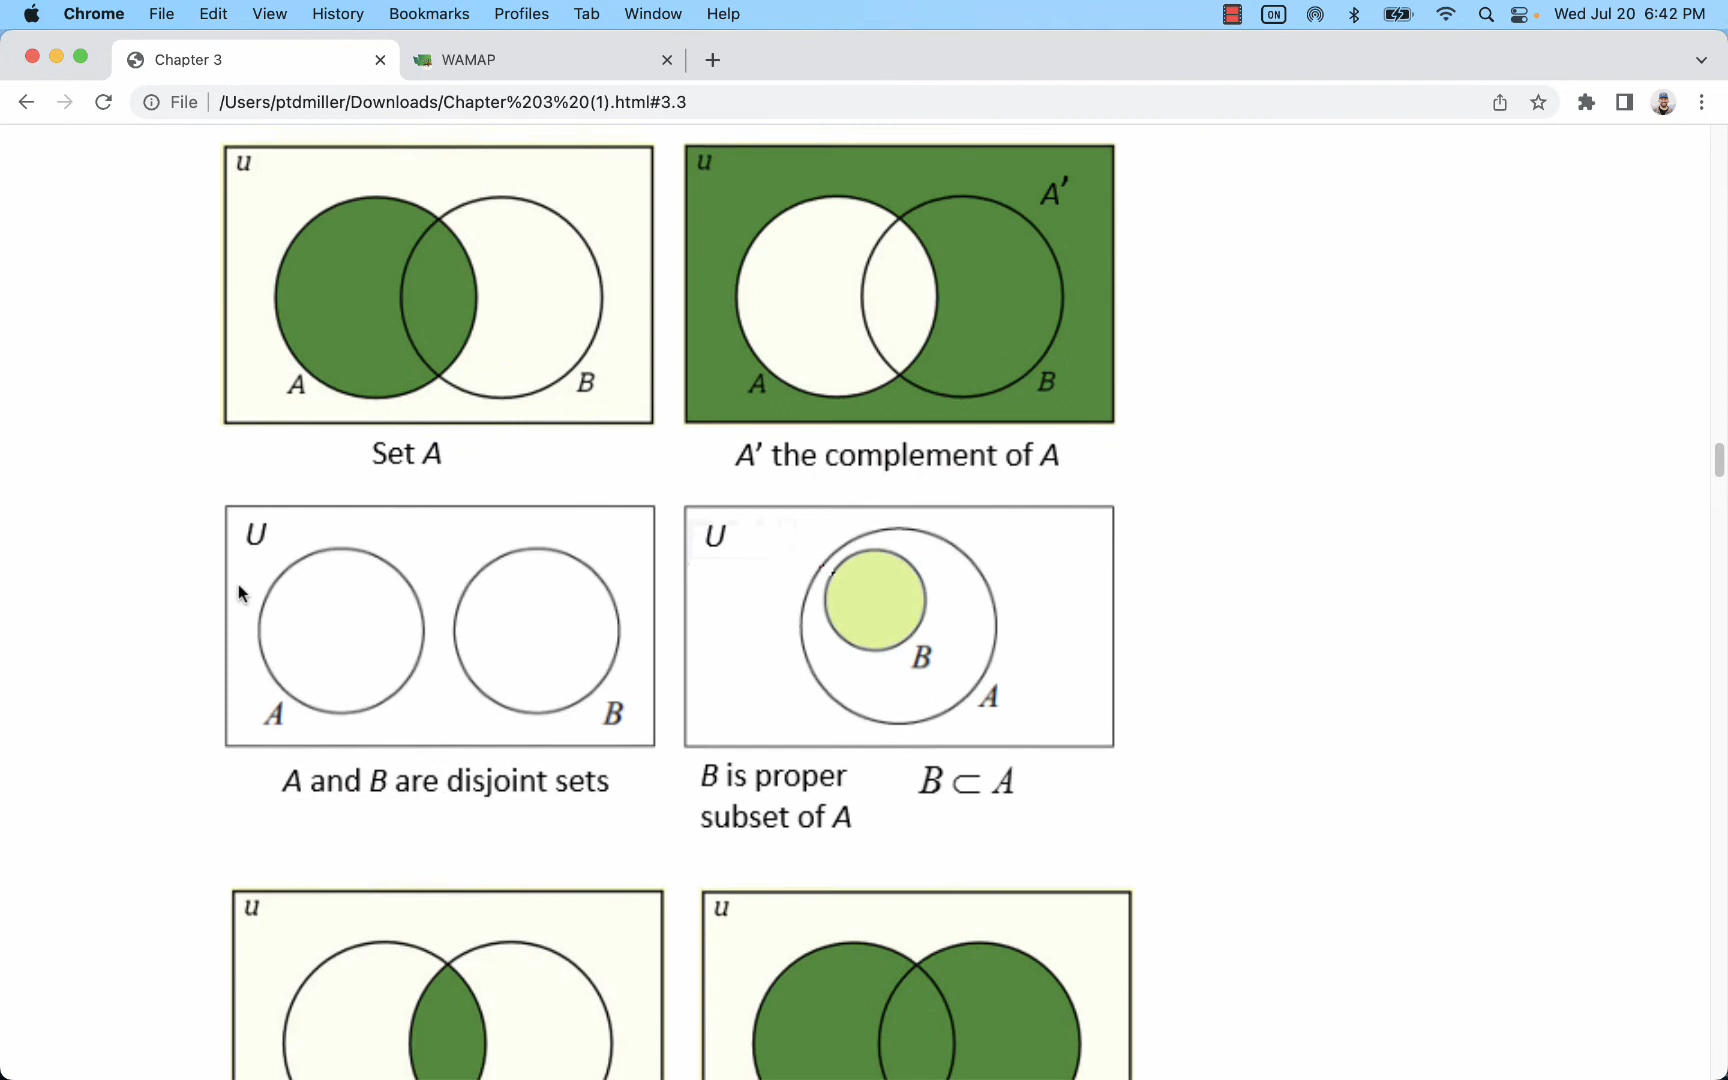 Chrome File Edit View History Bookmarks Profiles Tab Window Help ON Wed Jul 20 6:42 PM
Chapter 3 WAMAP
File /Users/ptdmiller/Downloads/Chapter%203%20(1).html#3.3
u u
A′
A B A B
Set A A′ the complement of A
U U
B
A B A
A and B are disjoint sets B is proper B ⊂ A
subset of A
u u